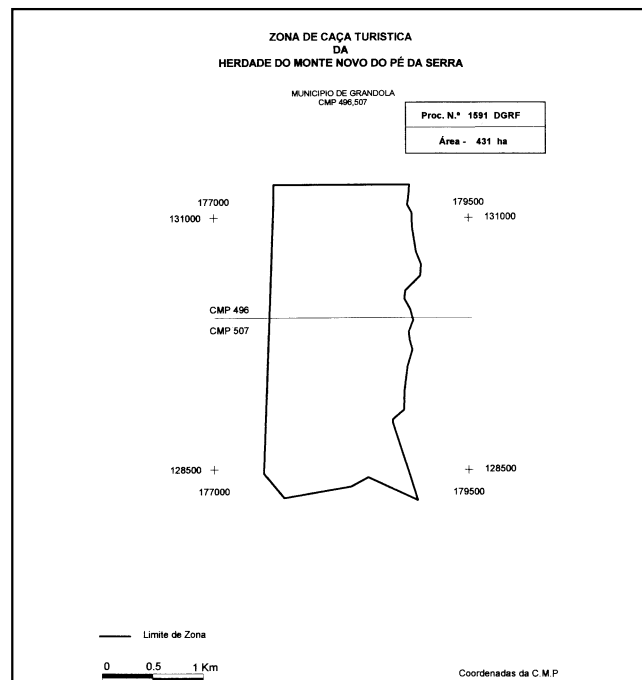 ZONA DE CAÇA TURISTICA
DA
HERDADE DO MONTE NOVO DO PÉ DA SERRA
MUNICIPIO DE GRANDOLA
CMP 496,507
Proc. N.º 1591 DGRF
Área - 431 ha
177000
131000
179500
131000
CMP 496
CMP 507
128500
177000
128500
179500
Limite de Zona
0 0.5 1 Km
Coordenadas da C.M.P